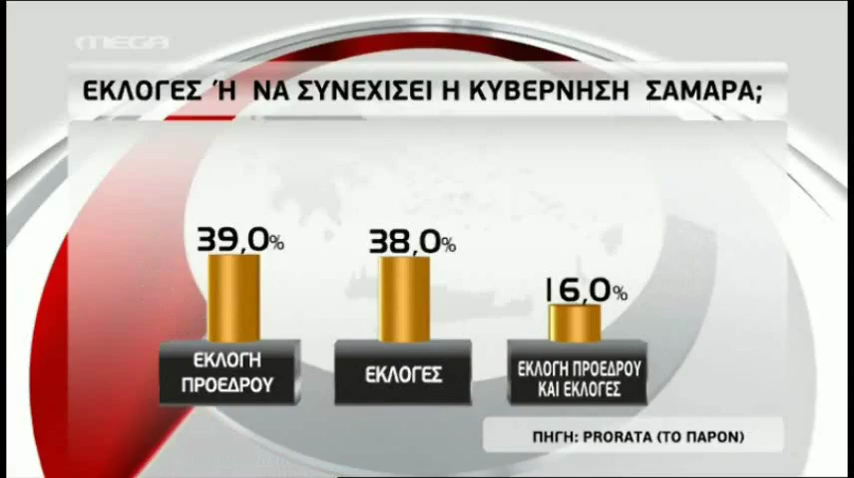 MEGA
ΕΚΛΟΓΕΣ Ή ΝΑ ΣΥΝΕΧΙΣΕΙ Η ΚΥΒΕΡΝΗΣΗ ΣΑΜΑΡΑ;
39,0% 38,0% 16,0%
ΕΚΛΟΓΗ
ΠΡΟΕΔΡΟΥ
ΕΚΛΟΓΕΣ
ΕΚΛΟΓΗ ΠΡΟΕΔΡΟΥ
ΚΑΙ ΕΚΛΟΓΕΣ
ΠΗΓΗ: PRORATA (ΤΟ ΠΑΡΟΝ)